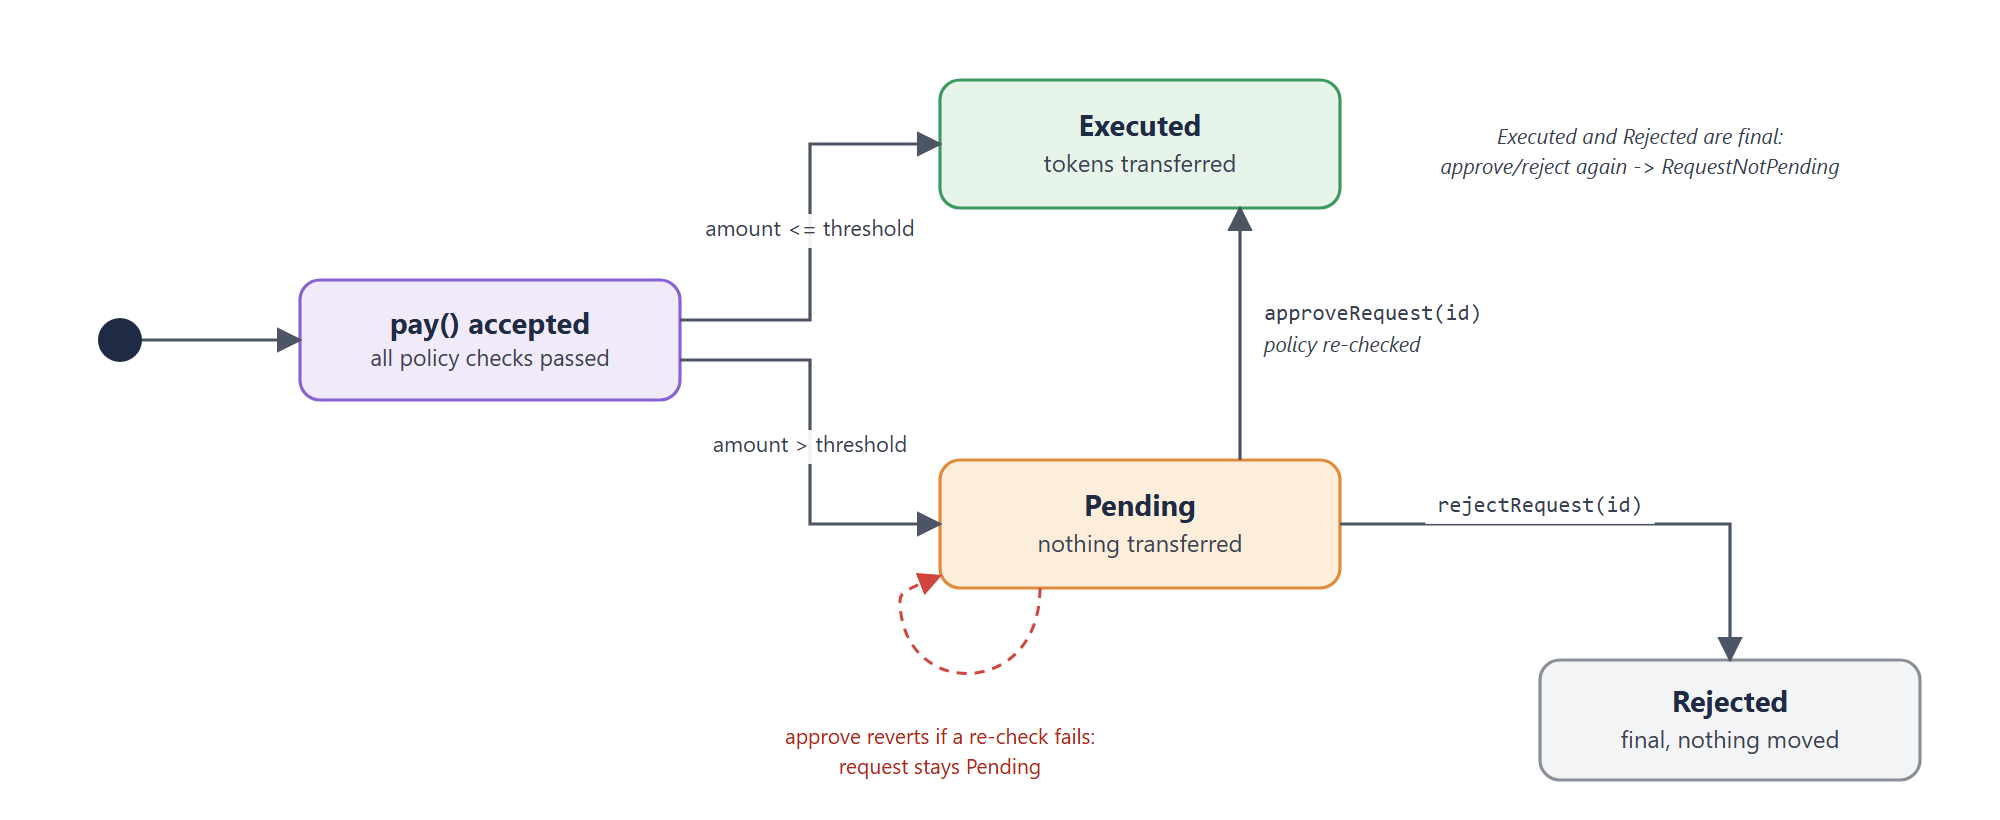 Executed
tokens transferred
Executed and Rejected are final:
approve/reject again -> RequestNotPending
amount <= threshold
pay() accepted
all policy checks passed
approveRequest(id)
policy re-checked
amount > threshold
Pending
nothing transferred
rejectRequest(id)
Rejected
final, nothing moved
approve reverts if a re-check fails:
request stays Pending